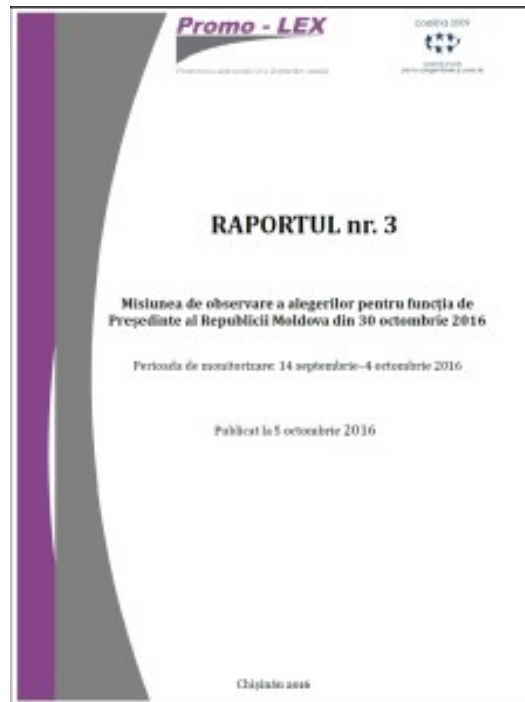 Promo - LEX
RAPORTUL nr. 3
Misiunea de observare a alegerilor pentru funcția de
Președinte al Republicii Moldova din 30 octombrie 2016
Perioada de monitorizare: 14 septembrie–4 octombrie 2016
Publicat la 5 octombrie 2016
Chișinău 2016